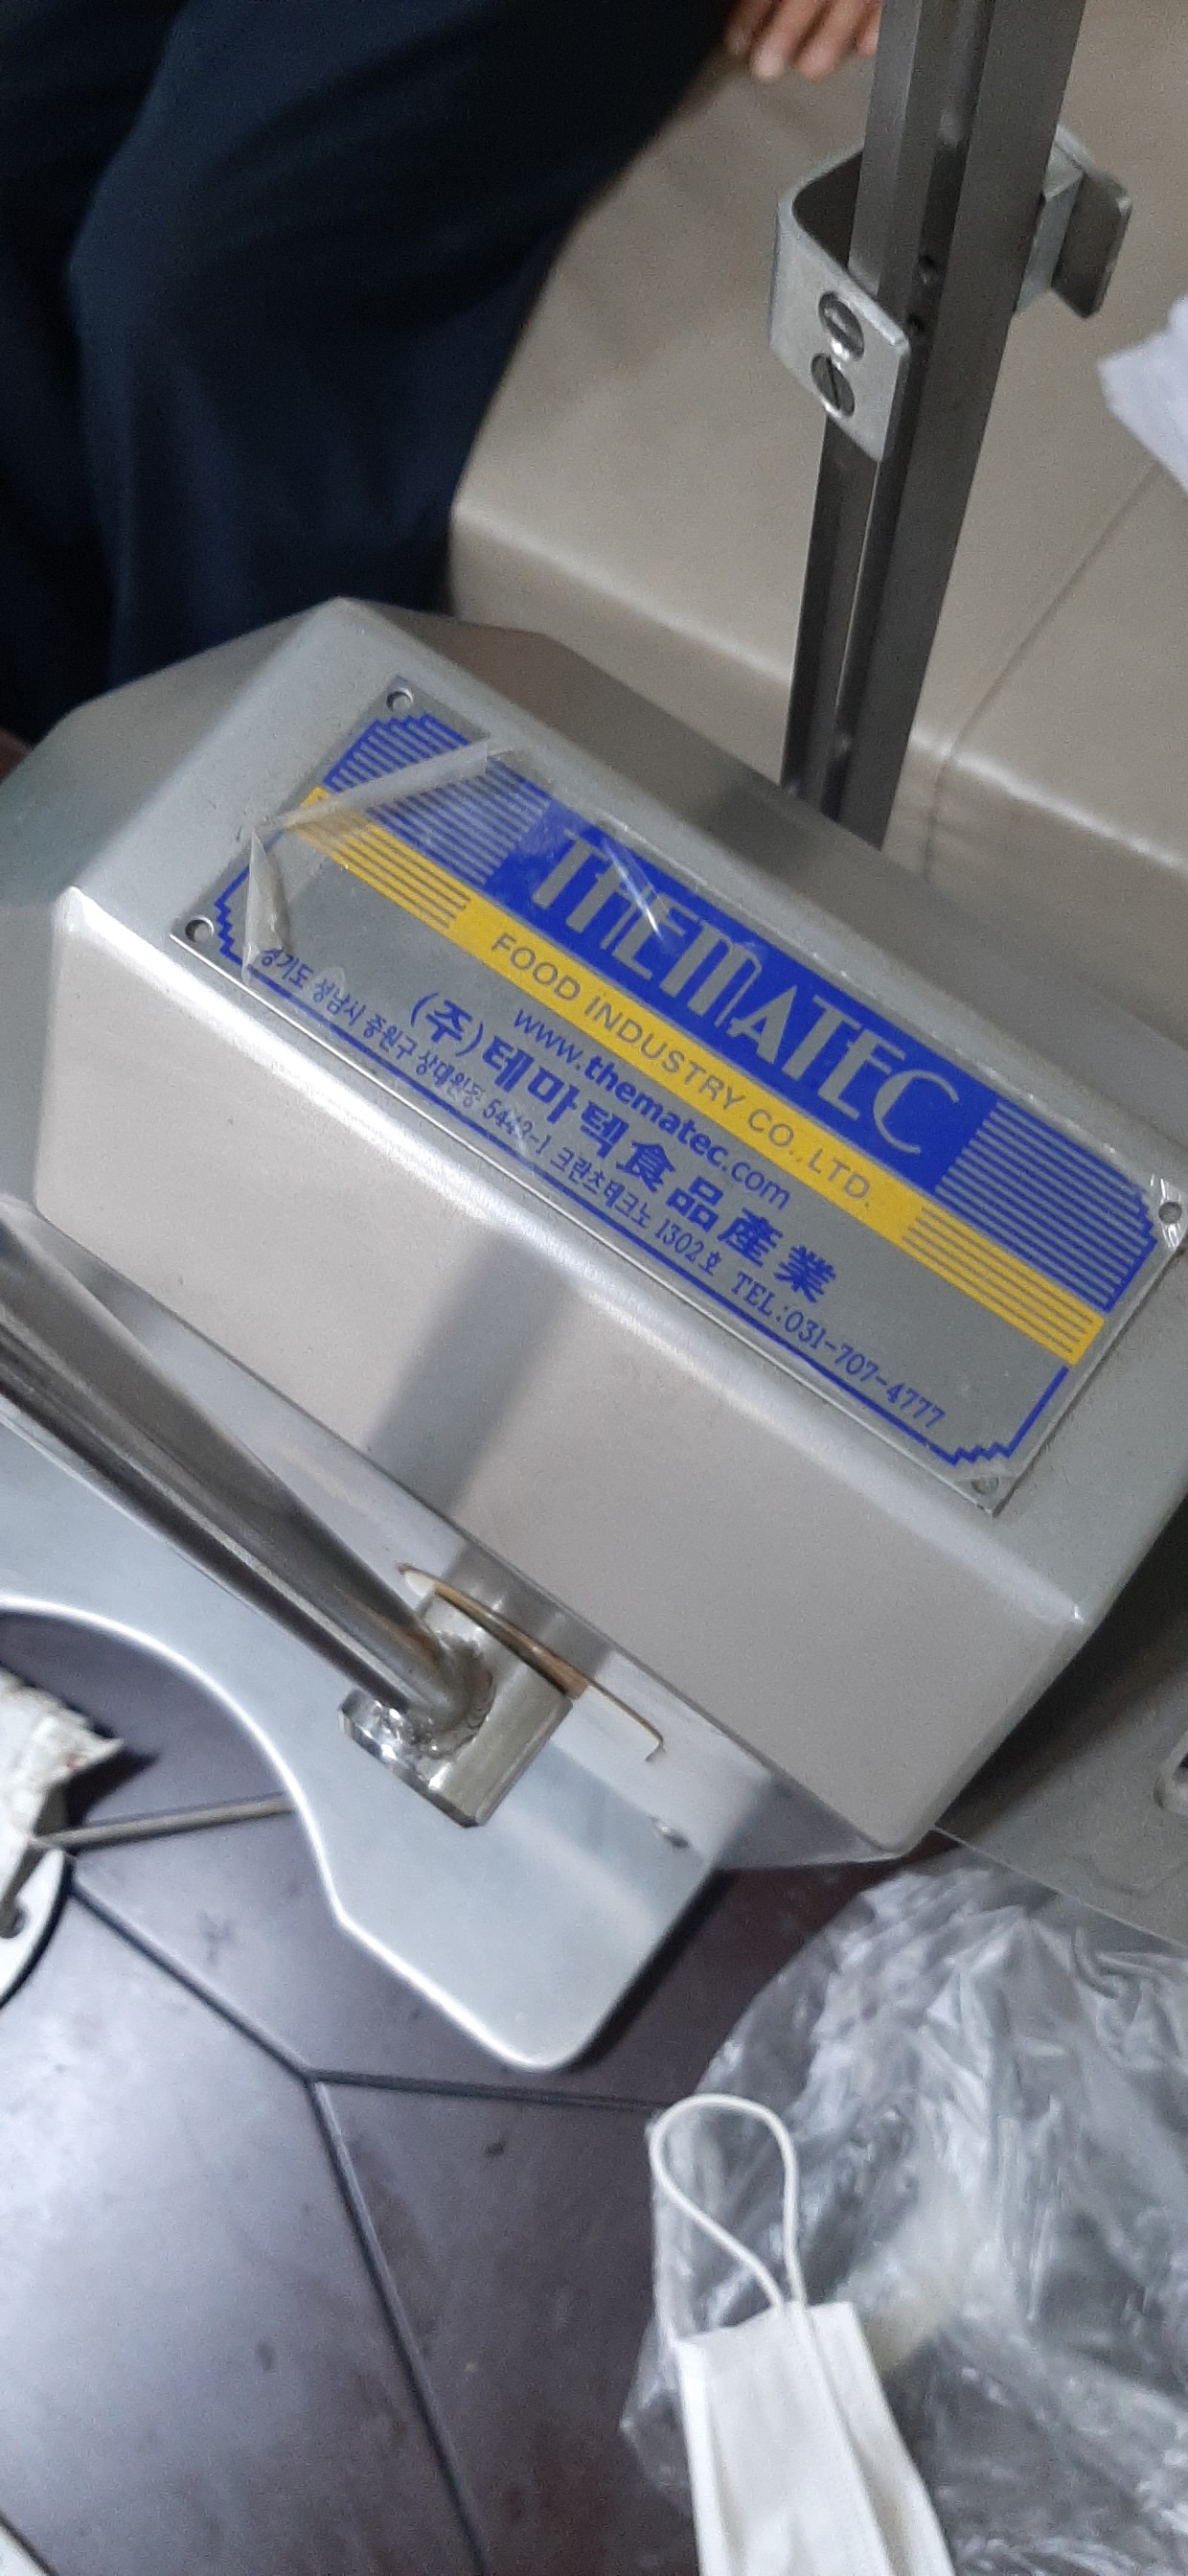 THEMATEC
FOOD INDUSTRY CO.,LTD.
www.thematec.com
(주)테마텍食品產業
경기도 성남시 중원구 상대원동 5442-1 크란츠테크노 1302호 TEL:031-707-4777